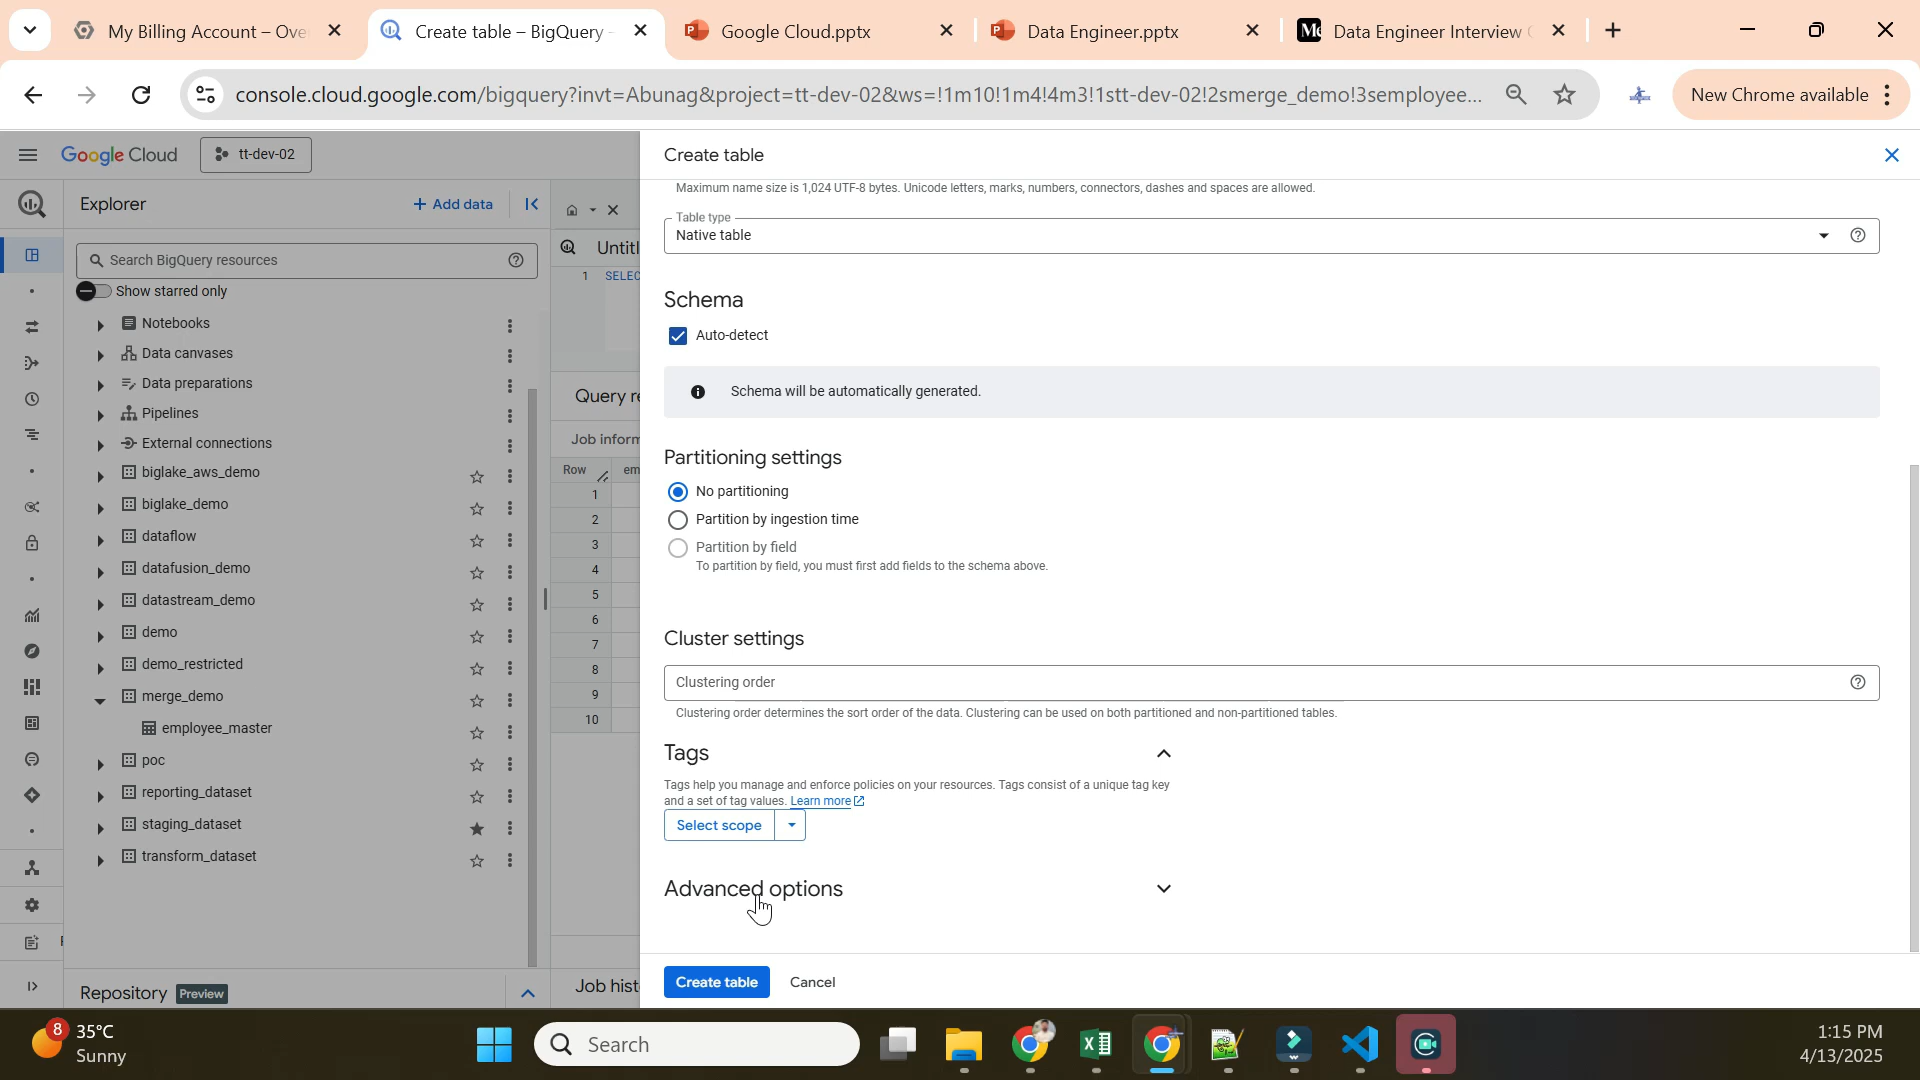 My Billing Account – Ove
Create table – BigQuery -
Google Cloud.pptx
Data Engineer.pptx
Data Engineer Interview
console.cloud.google.com/bigquery?invt=Abunag&project=tt-dev-02&ws=!1m10!1m4!4m3!1stt-dev-02!2smerge_demo!3semployee...
New Chrome available
Google Cloud
tt-dev-02
Create table
Explorer
+ Add data
Search BigQuery resources
Show starred only
Notebooks
Data canvases
Data preparations
Pipelines
External connections
biglake_aws_demo
biglake_demo
dataflow
datafusion_demo
datastream_demo
demo
demo_restricted
merge_demo
employee_master
poc
reporting_dataset
staging_dataset
transform_dataset
Repository Preview
Untitl
1 SELEC
Query re
Job inforn
Row em
1
2
3
4
5
6
7
8
9
10
Job hist
Maximum name size is 1,024 UTF-8 bytes. Unicode letters, marks, numbers, connectors, dashes and spaces are allowed.
Table type
Native table
Schema
Auto-detect
Schema will be automatically generated.
Partitioning settings
No partitioning
Partition by ingestion time
Partition by field
To partition by field, you must first add fields to the schema above.
Cluster settings
Clustering order
Clustering order determines the sort order of the data. Clustering can be used on both partitioned and non-partitioned tables.
Tags
Tags help you manage and enforce policies on your resources. Tags consist of a unique tag key
and a set of tag values. Learn more
Select scope
Advanced options
Create table
Cancel
8
35°C
Sunny
Search
1:15 PM
4/13/2025